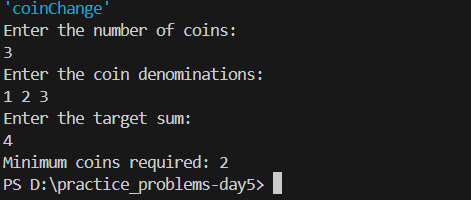 'coinChange'
Enter the number of coins:
3
Enter the coin denominations:
1 2 3
Enter the target sum:
4
Minimum coins required: 2
PS D:\practice_problems-day5>